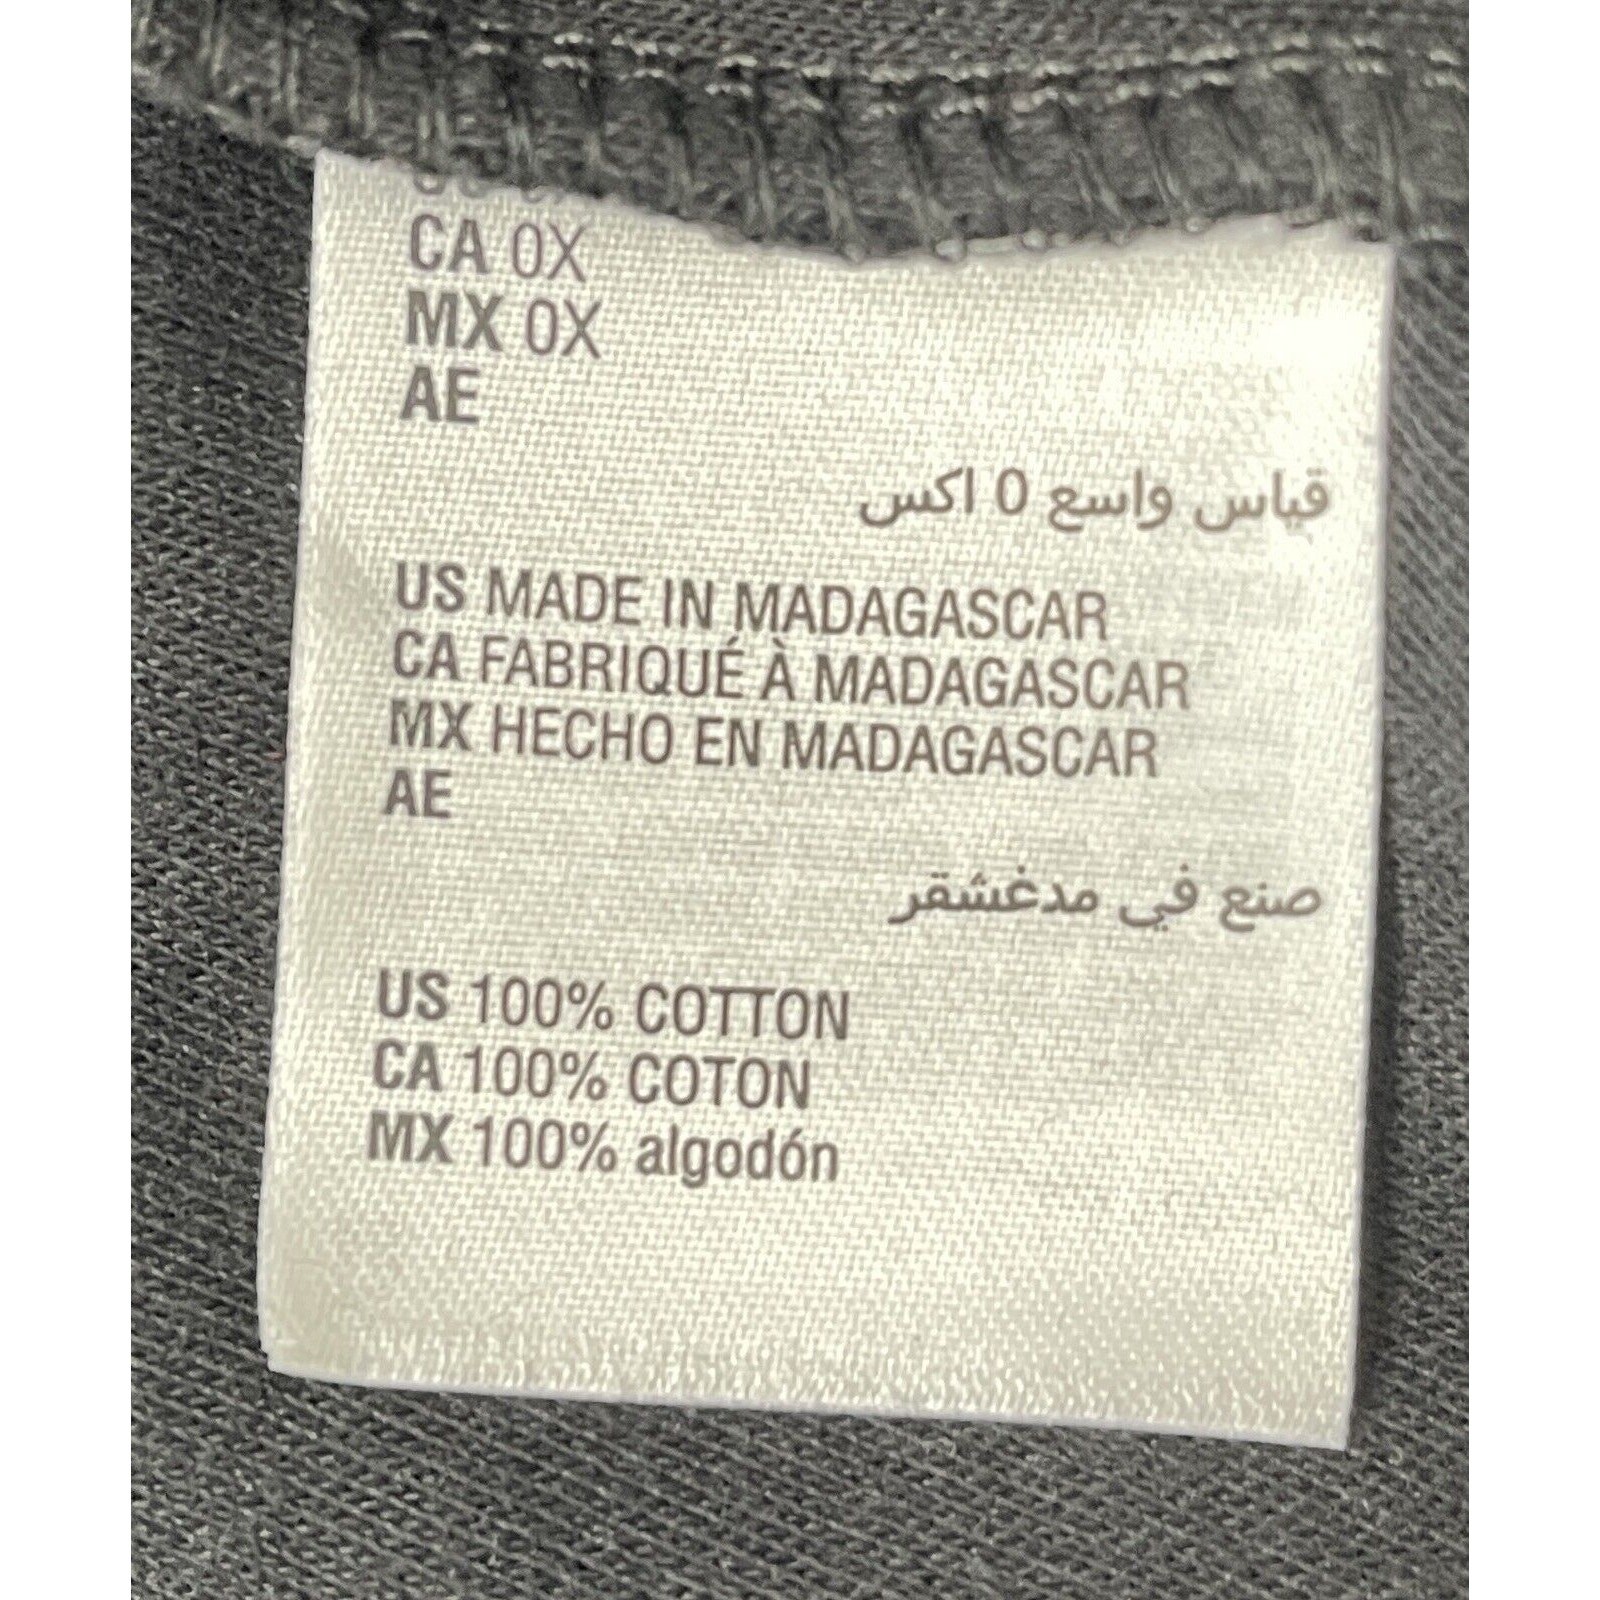 CA 0X
MX 0X
AE
قياس واسع 0 اكس
US MADE IN MADAGASCAR
CA FABRIQUÉ À MADAGASCAR
MX HECHO EN MADAGASCAR
AE
صنع في مدغشقر
US 100% COTTON
CA 100% COTON
MX 100% algodón